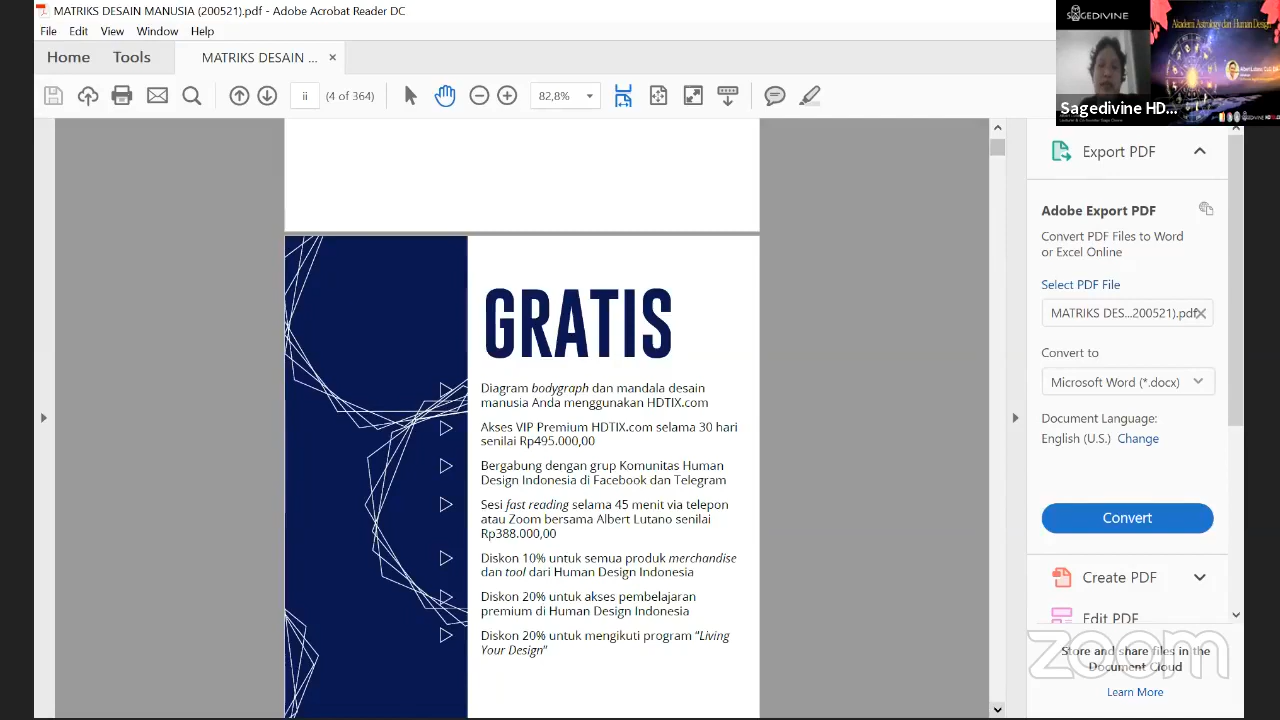 MATRIKS DESAIN MANUSIA (200521).pdf - Adobe Acrobat Reader DC
File Edit View Window Help
Home Tools MATRIKS DESAIN ... ×
ii (4 of 364) 82,8%
SAGEDIVINE
Akademi Astrology dan Human Design
Sagedivine HD...
GRATIS
Diagram bodygraph dan mandala desain
manusia Anda menggunakan HDTIX.com
Akses VIP Premium HDTIX.com selama 30 hari
senilai Rp495.000,00
Bergabung dengan grup Komunitas Human
Design Indonesia di Facebook dan Telegram
Sesi fast reading selama 45 menit via telepon
atau Zoom bersama Albert Lutano senilai
Rp388.000,00
Diskon 10% untuk semua produk merchandise
dan tool dari Human Design Indonesia
Diskon 20% untuk akses pembelajaran
premium di Human Design Indonesia
Diskon 20% untuk mengikuti program "Living
Your Design"
Export PDF
Adobe Export PDF
Convert PDF Files to Word
or Excel Online
Select PDF File
MATRIKS DES...200521).pdf
Convert to
Microsoft Word (*.docx)
Document Language:
English (U.S.) Change
Convert
Create PDF
Edit PDF
Store and share files in the
Document Cloud
Learn More
zoom